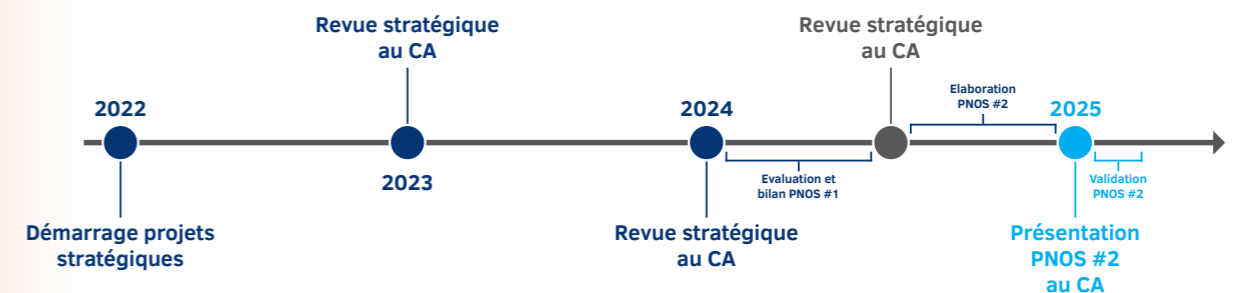 2022
Démarrage projets
stratégiques
Revue stratégique
au CA
2023
2024
Revue stratégique
au CA
Evaluation et
bilan PNOS #1
Revue stratégique
au CA
Elaboration
PNOS #2
2025
Présentation
PNOS #2
au CA
Validation
PNOS #2